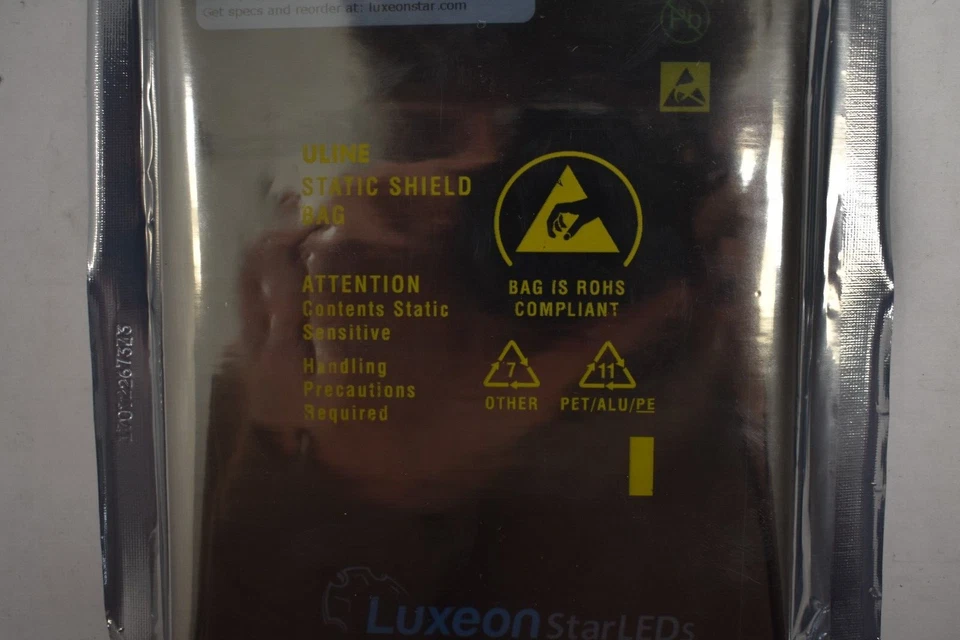 Get specs and reorder at: luxeonstar.com
Pb
ULINE
STATIC SHIELD
BAG
ATTENTION
Contents Static
Sensitive
Handling
Precautions
Required
BAG IS ROHS
COMPLIANT
7
OTHER
11
PET/ALU/PE
Luxeon StarLEDs